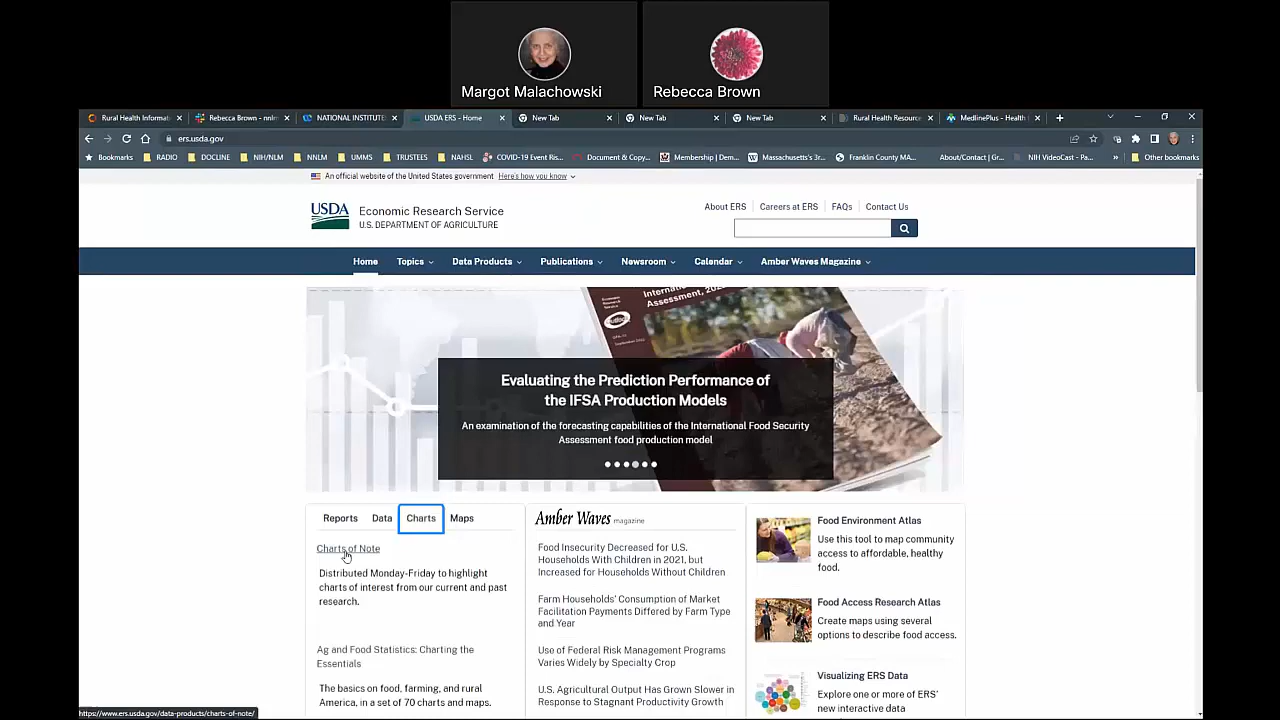 Margot Malachowski
Rebecca Brown
Rural Health Informati
Rebecca Brown - nnlm
NATIONAL INSTITUTE
USDA ERS - Home
New Tab
New Tab
New Tab
Rural Health Resource
MedlinePlus - Health I
ers.usda.gov
Bookmarks
RADIO
DOCLINE
NIH/NLM
NNLM
UMMS
TRUSTEES
NAHSL
COVID-19 Event Ris...
Document & Copy...
Membership | Dem...
Massachusetts's 3r...
Franklin County MA...
About/Contact | Gr...
NIH VideoCast - Pa...
Other bookmarks
An official website of the United States government Here's how you know
USDA
Economic Research Service
U.S. DEPARTMENT OF AGRICULTURE
About ERS
Careers at ERS
FAQs
Contact Us
Home
Topics
Data Products
Publications
Newsroom
Calendar
Amber Waves Magazine
International
Assessment, 202
Evaluating the Prediction Performance of
the IFSA Production Models
An examination of the forecasting capabilities of the International Food Security
Assessment food production model
Reports
Data
Charts
Maps
Charts of Note
Distributed Monday-Friday to highlight
charts of interest from our current and past
research.
Ag and Food Statistics: Charting the
Essentials
The basics on food, farming, and rural
America, in a set of 70 charts and maps.
Amber Waves magazine
Food Insecurity Decreased for U.S.
Households With Children in 2021, but
Increased for Households Without Children
Farm Households' Consumption of Market
Facilitation Payments Differed by Farm Type
and Year
Use of Federal Risk Management Programs
Varies Widely by Specialty Crop
U.S. Agricultural Output Has Grown Slower in
Response to Stagnant Productivity Growth
Food Environment Atlas
Use this tool to map community
access to affordable, healthy
food.
Food Access Research Atlas
Create maps using several
options to describe food access.
Visualizing ERS Data
Explore one or more of ERS'
new interactive data
https://www.ers.usda.gov/data-products/charts-of-note/